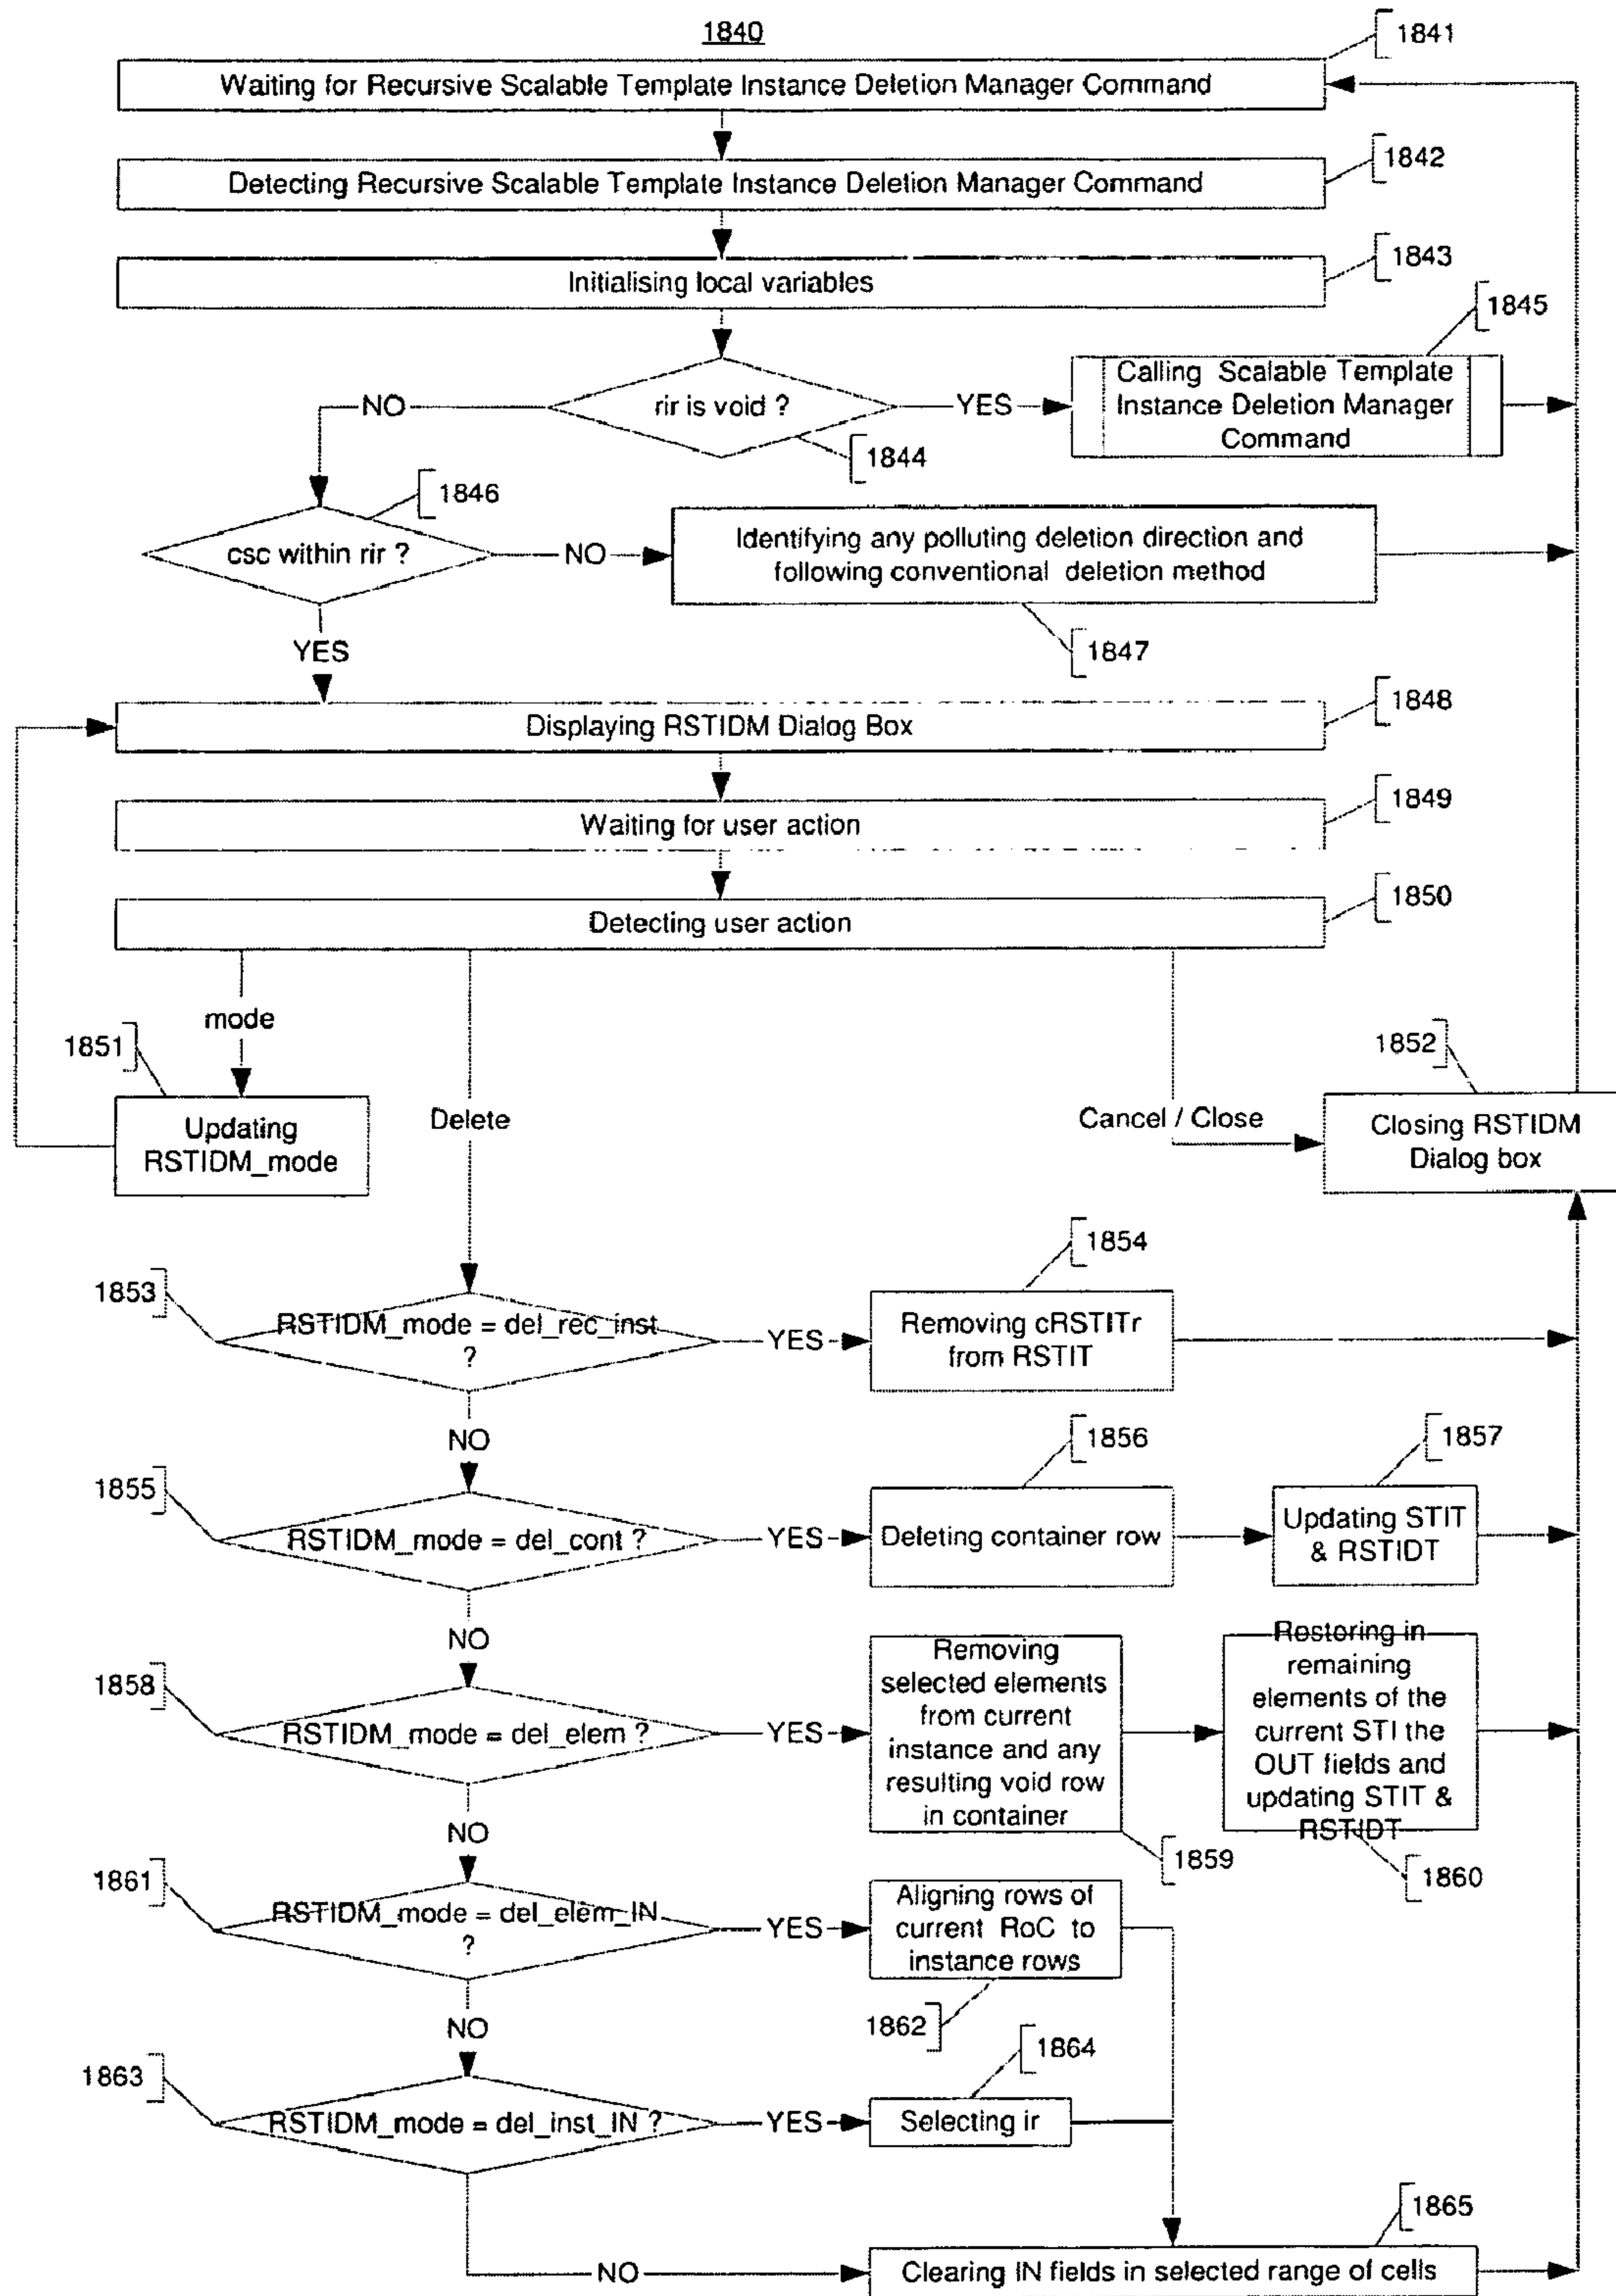 1840
1841
Waiting for Recursive Scalable Template Instance Deletion Manager Command
1842
Detecting Recursive Scalable Template Instance Deletion Manager Command
1843
Initialising local variables
1845
Calling Scalable Template
Instance Deletion Manager
Command
NO
rir is void ?
YES
1844
1846
csc within rir ?
NO
Identifying any polluting deletion direction and
following conventional deletion method
YES
1847
1848
Displaying RSTIDM Dialog Box
1849
Waiting for user action
1850
Detecting user action
mode
1851
1852
Updating
RSTIDM_mode
Delete
Cancel / Close
Closing RSTIDM
Dialog box
1854
1853
RSTIDM_mode = del_rec_inst
?
YES
Removing cRSTITr
from RSTIT
NO
1856
1857
1855
RSTIDM_mode = del_cont ?
YES
Deleting container row
Updating STIT
& RSTIDT
NO
1858
RSTIDM_mode = del_elem ?
YES
Removing
selected elements
from current
instance and any
resulting void row
in container
Restoring in
remaining
elements of the
current STI the
OUT fields and
updating STIT &
RSTIDT
NO
1859
1860
1861
RSTIDM_mode = del_elem_IN
?
YES
Aligning rows of
current RoC to
instance rows
NO
1862
1864
1863
RSTIDM_mode = del_inst_IN ?
YES
Selecting ir
1865
NO
Clearing IN fields in selected range of cells